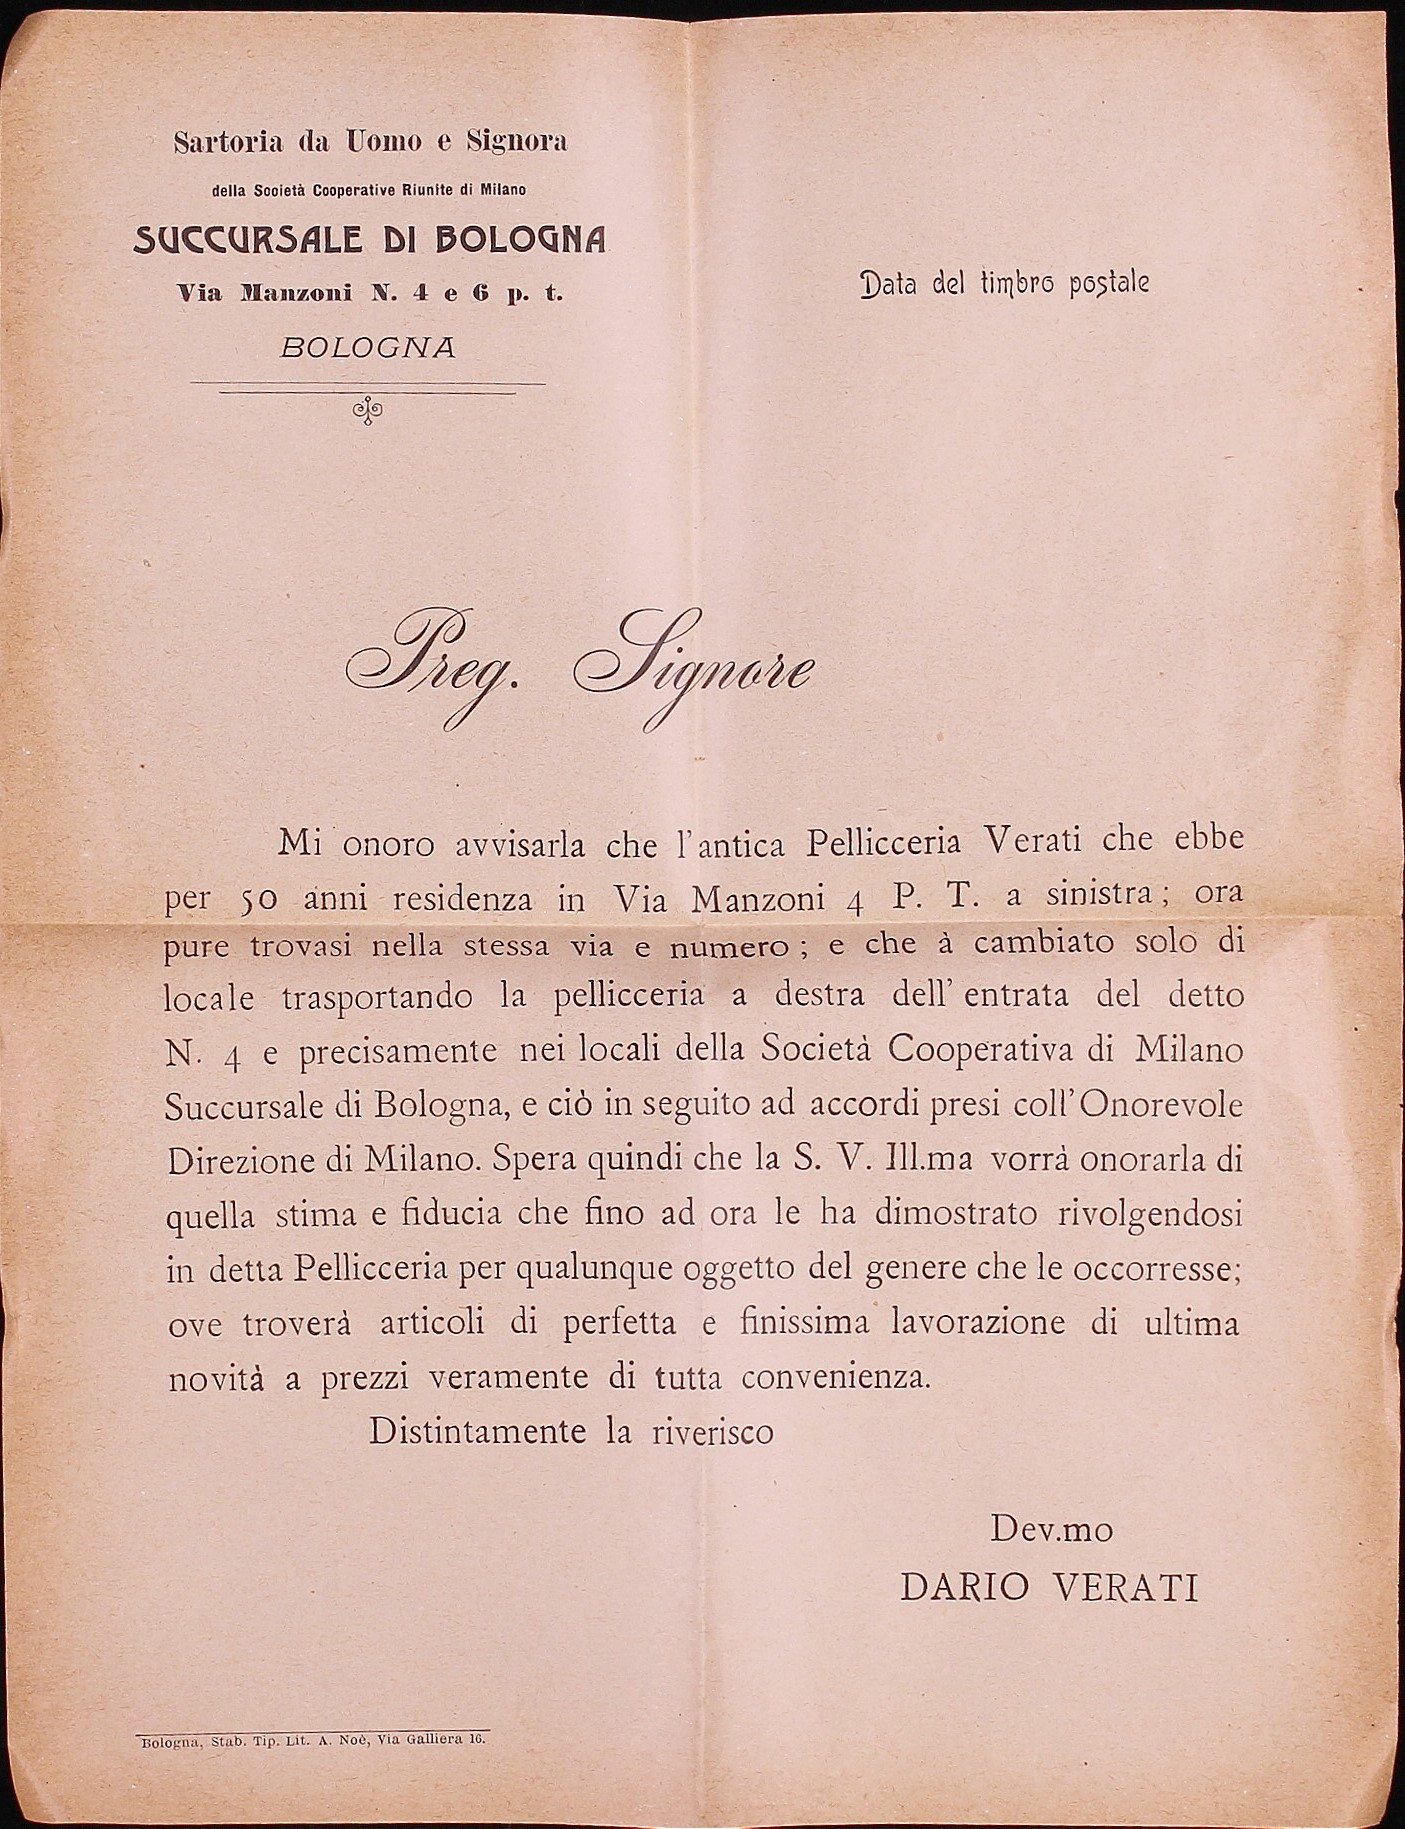 Sartoria da Uomo e Signora
della Società Cooperative Riunite di Milano
SUCCURSALE DI BOLOGNA
Via Manzoni N. 4 e 6 p. t.
BOLOGNA
Data del timbro postale
Preg. Signore
Mi onoro avvisarla che l'antica Pellicceria Verati che ebbe
per 50 anni residenza in Via Manzoni 4 P. T. a sinistra; ora
pure trovasi nella stessa via e numero; e che à cambiato solo di
locale trasportando la pellicceria a destra dell'entrata del detto
N. 4 e precisamente nei locali della Società Cooperativa di Milano
Succursale di Bologna, e ciò in seguito ad accordi presi coll'Onorevole
Direzione di Milano. Spera quindi che la S. V. Ill.ma vorrà onorarla di
quella stima e fiducia che fino ad ora le ha dimostrato rivolgendosi
in detta Pellicceria per qualunque oggetto del genere che le occorresse;
ove troverà articoli di perfetta e finissima lavorazione di ultima
novità a prezzi veramente di tutta convenienza.
Distintamente la riverisco
Dev.mo
DARIO VERATI
Bologna, Stab. Tip. Lit. A. Noè, Via Galliera 16.